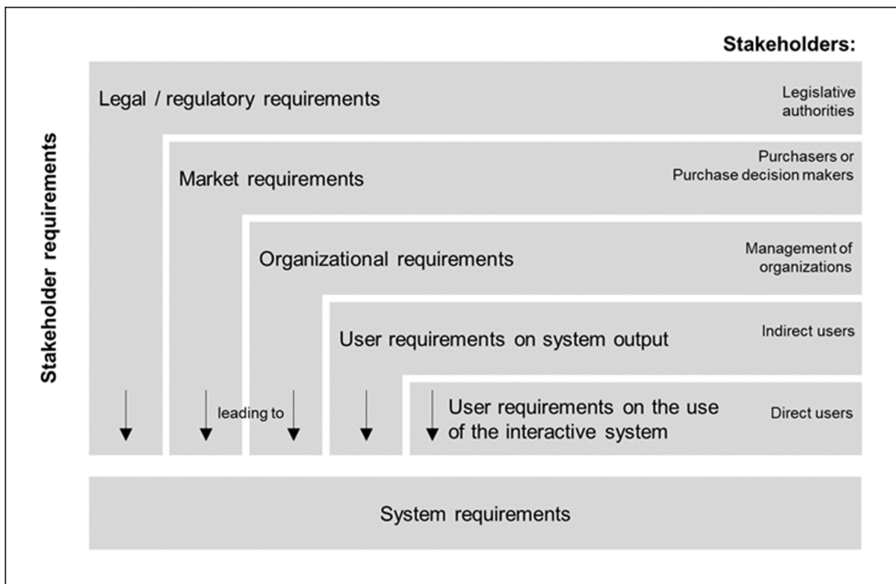 Stakeholders:
Stakeholder requirements
Legal / regulatory requirements
Legislative
authorities
Market requirements
Purchasers or
Purchase decision makers
Organizational requirements
Management of
organizations
User requirements on system output
Indirect users
leading to
User requirements on the use
of the interactive system
Direct users
System requirements